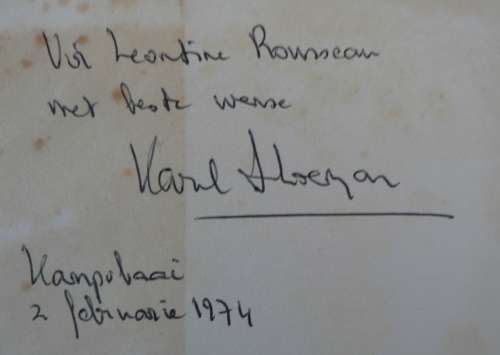 Vir Leontine Rousseau
met beste wense
Karel Schoeman
Kampsbaai
2 februarie 1974